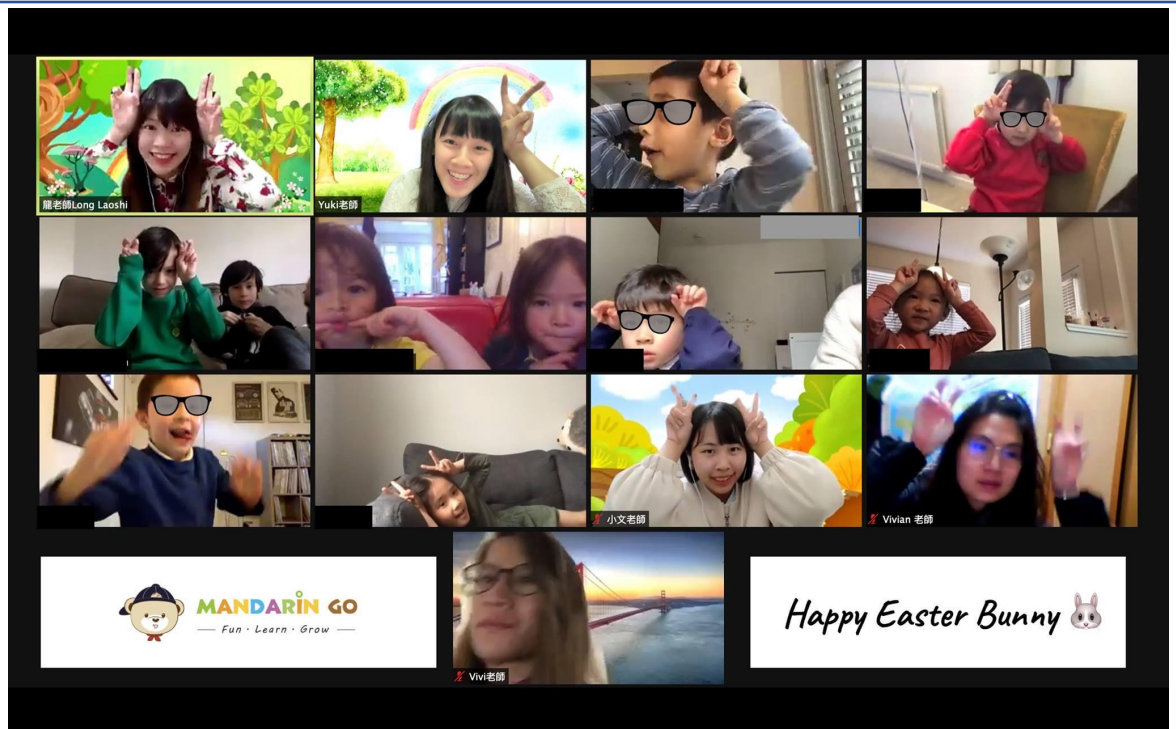 龍老師Long Laoshi
Yuki老師
小文老師
Vivian 老師
MANDARIN GO
Fun · Learn · Grow
Vivi老師
Happy Easter Bunny